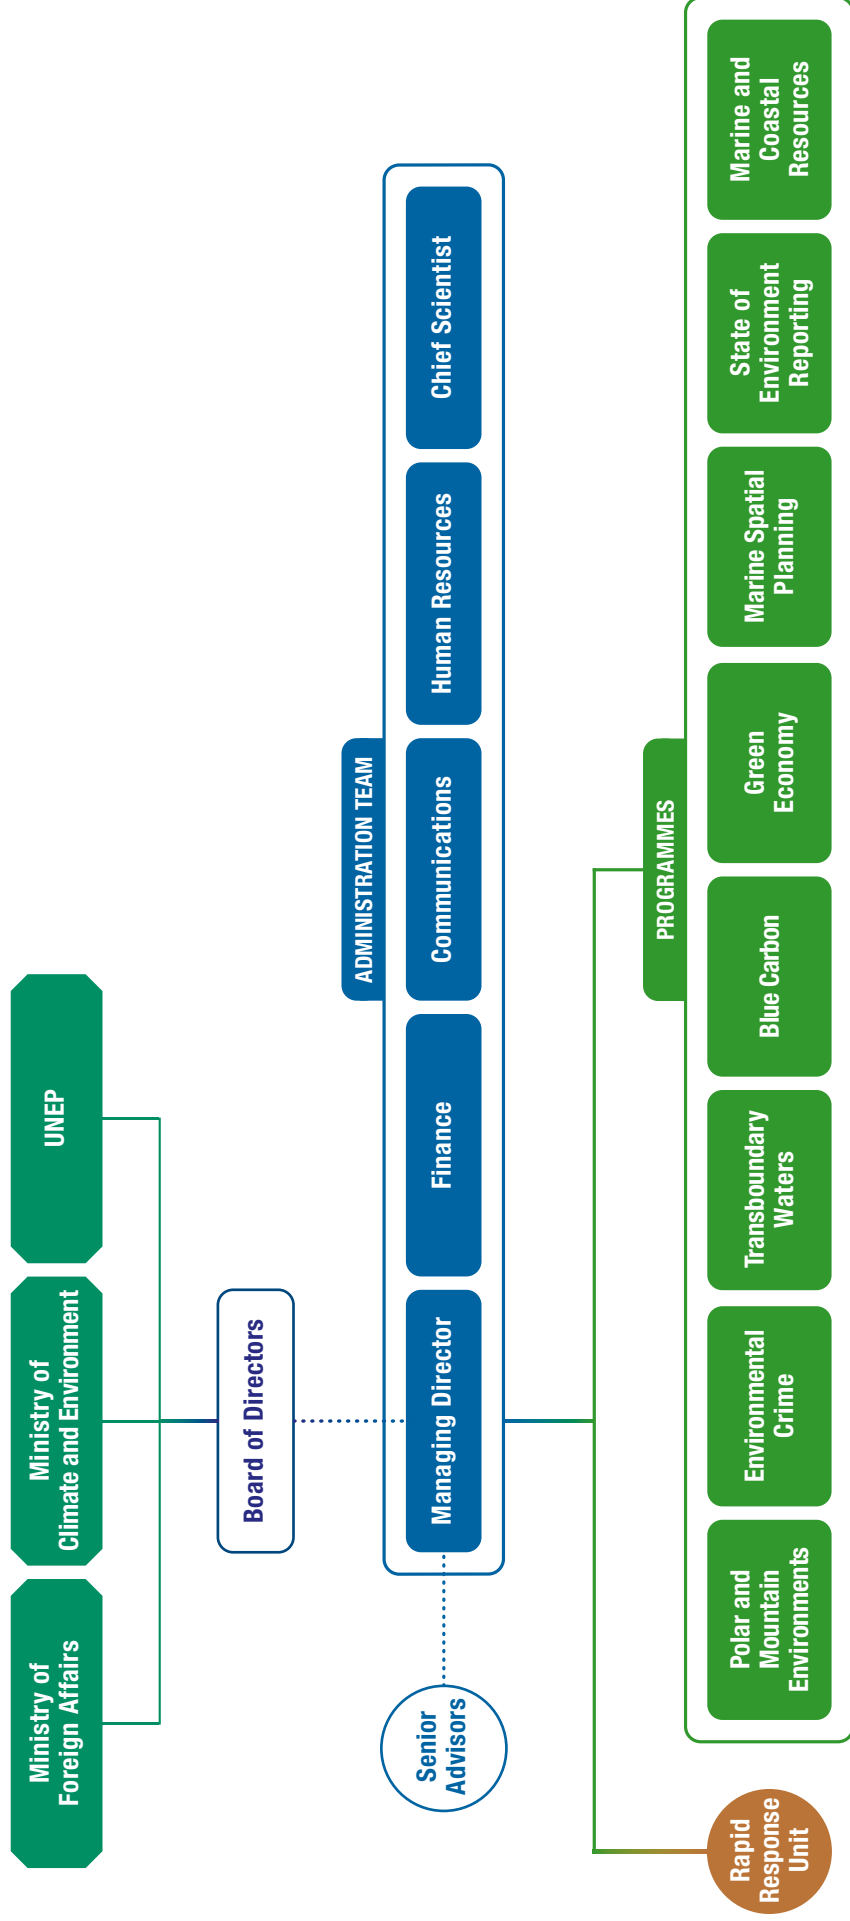 Ministry of
Foreign Affairs
Ministry of
Climate and Environment
UNEP
Board of Directors
Senior
Advisors
ADMINISTRATION TEAM
Managing Director
Finance
Communications
Human Resources
Chief Scientist
Rapid
Response
Unit
PROGRAMMES
Polar and
Mountain
Environments
Environmental
Crime
Transboundary
Waters
Blue Carbon
Green
Economy
Marine Spatial
Planning
State of
Environment
Reporting
Marine and
Coastal
Resources